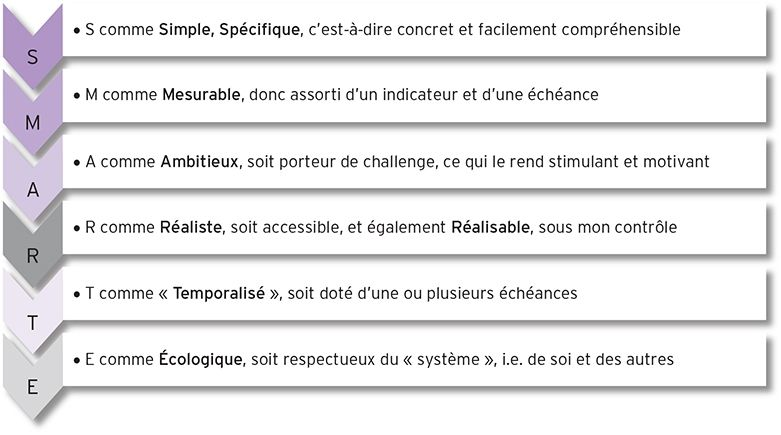 S
• S comme Simple, Spécifique, c'est-à-dire concret et facilement compréhensible
M
• M comme Mesurable, donc assorti d'un indicateur et d'une échéance
A
• A comme Ambitieux, soit porteur de challenge, ce qui le rend stimulant et motivant
R
• R comme Réaliste, soit accessible, et également Réalisable, sous mon contrôle
T
• T comme « Temporalisé », soit doté d'une ou plusieurs échéances
E
• E comme Écologique, soit respectueux du « système », i.e. de soi et des autres